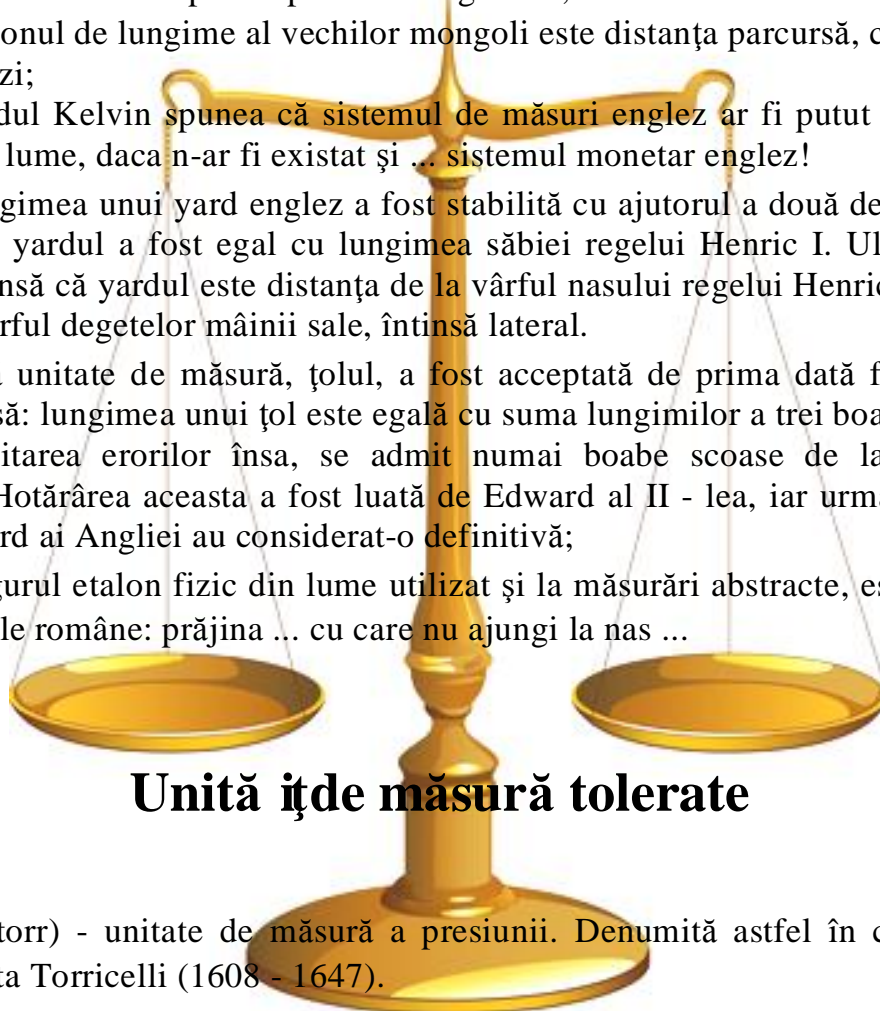 onul de lungime al vechilor mongoli este distanţa parcursă, c
zi;
dul Kelvin spunea că sistemul de măsuri englez ar fi putut
lume, daca n-ar fi existat şi ... sistemul monetar englez!
gimea unui yard englez a fost stabilită cu ajutorul a două de
yardul a fost egal cu lungimea săbiei regelui Henric I. Ul
nsă că yardul este distanţa de la vârful nasului regelui Henric
rful degetelor mâinii sale, întinsă lateral.
unitate de măsură, ţolul, a fost acceptată de prima dată f
să: lungimea unui ţol este egală cu suma lungimilor a trei boa
itarea erorilor însa, se admit numai boabe scoase de la
Hotărârea aceasta a fost luată de Edward al II - lea, iar urm
rd ai Angliei au considerat-o definitivă;
gurul etalon fizic din lume utilizat şi la măsurări abstracte, es
le române: prăjina ... cu care nu ajungi la nas ...
Unită iţde măsură tolerate
torr) - unitate de măsură a presiunii. Denumită astfel în c
ta Torricelli (1608 - 1647).